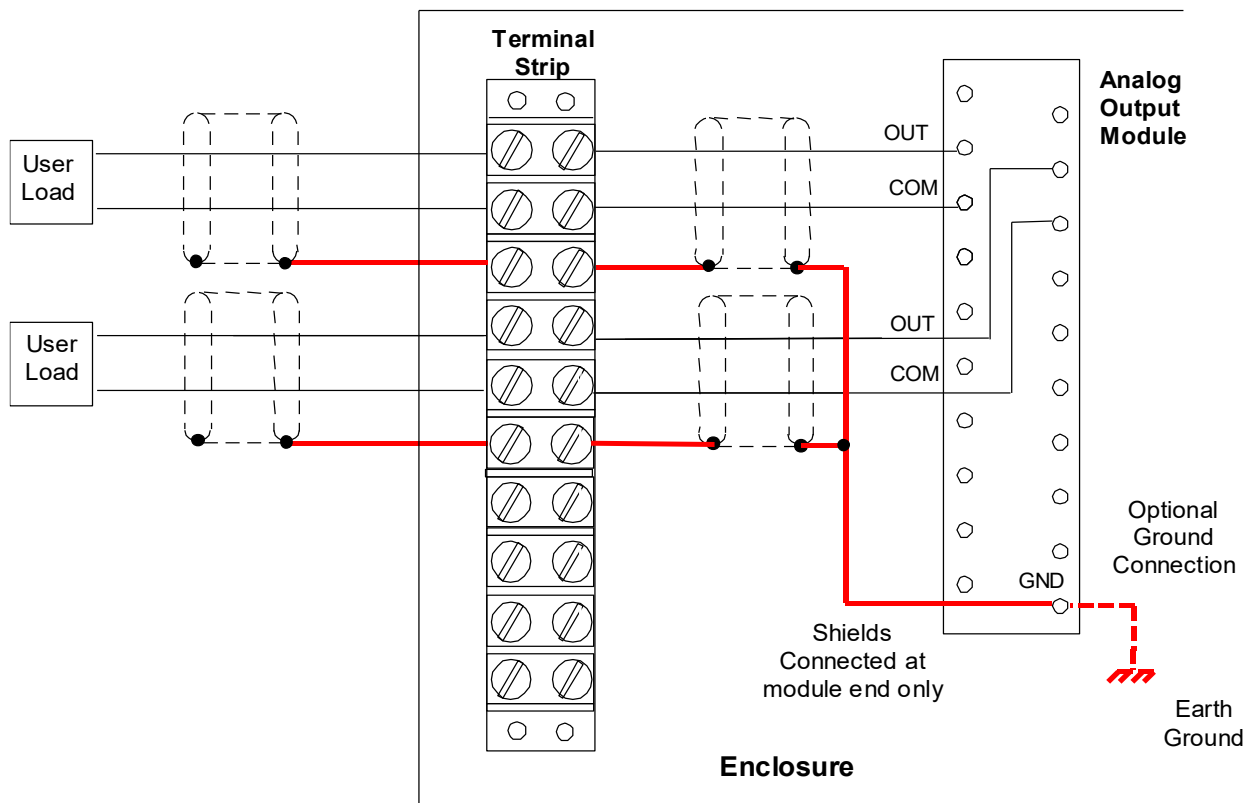 Terminal
Strip
Analog
Output
Module
OUT
User
Load
COM
OUT
User
Load
COM
Optional
Ground
Connection
GND
Shields
Connected at
module end only
Earth
Ground
Enclosure